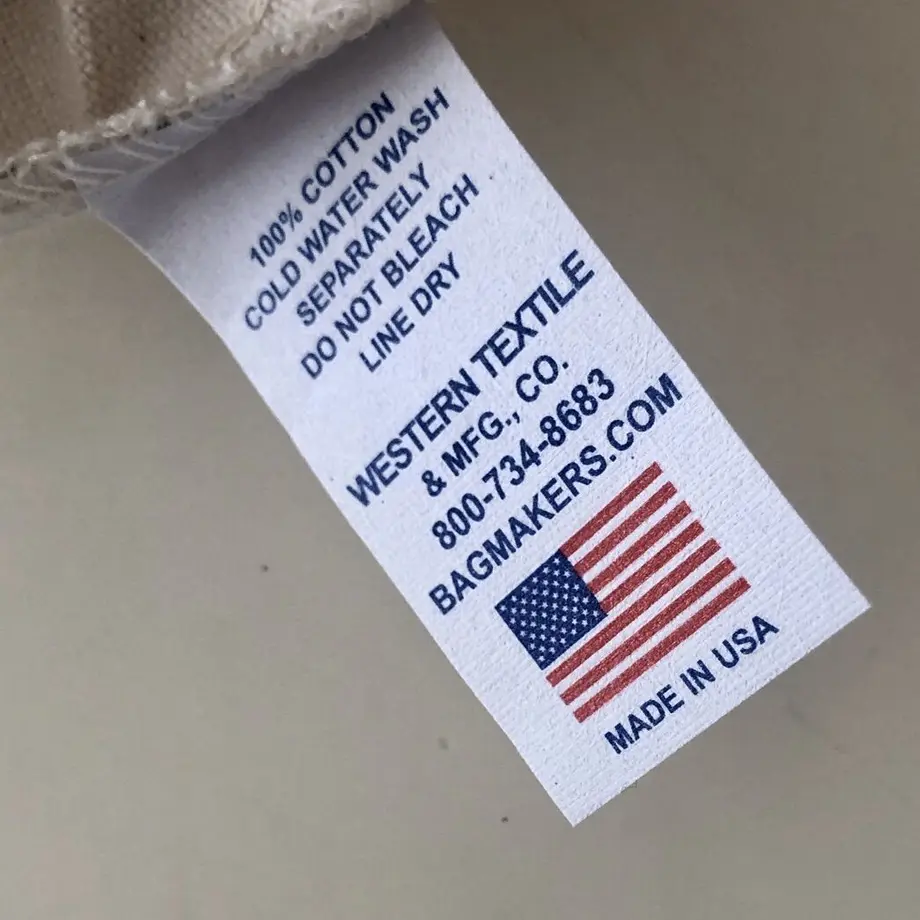 100% COTTON
COLD WATER WASH
SEPARATELY
DO NOT BLEACH
LINE DRY
WESTERN TEXTILE
& MFG., CO.
800-734-8683
BAGMAKERS.COM
MADE IN USA